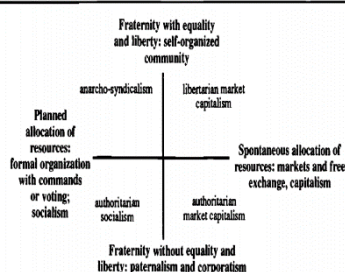 Fraternity with equality
and liberty: self-organized
community
anarcho-syndicalism
libertarian market
capitalism
Planned
allocation of
resources:
formal organization
with commands
or voting;
socialism
Spontaneous allocation of
resources: markets and free
exchange, capitalism
authoritarian
socialism
authoritarian
market capitalism
Fraternity without equality and
liberty: paternalism and corporatism